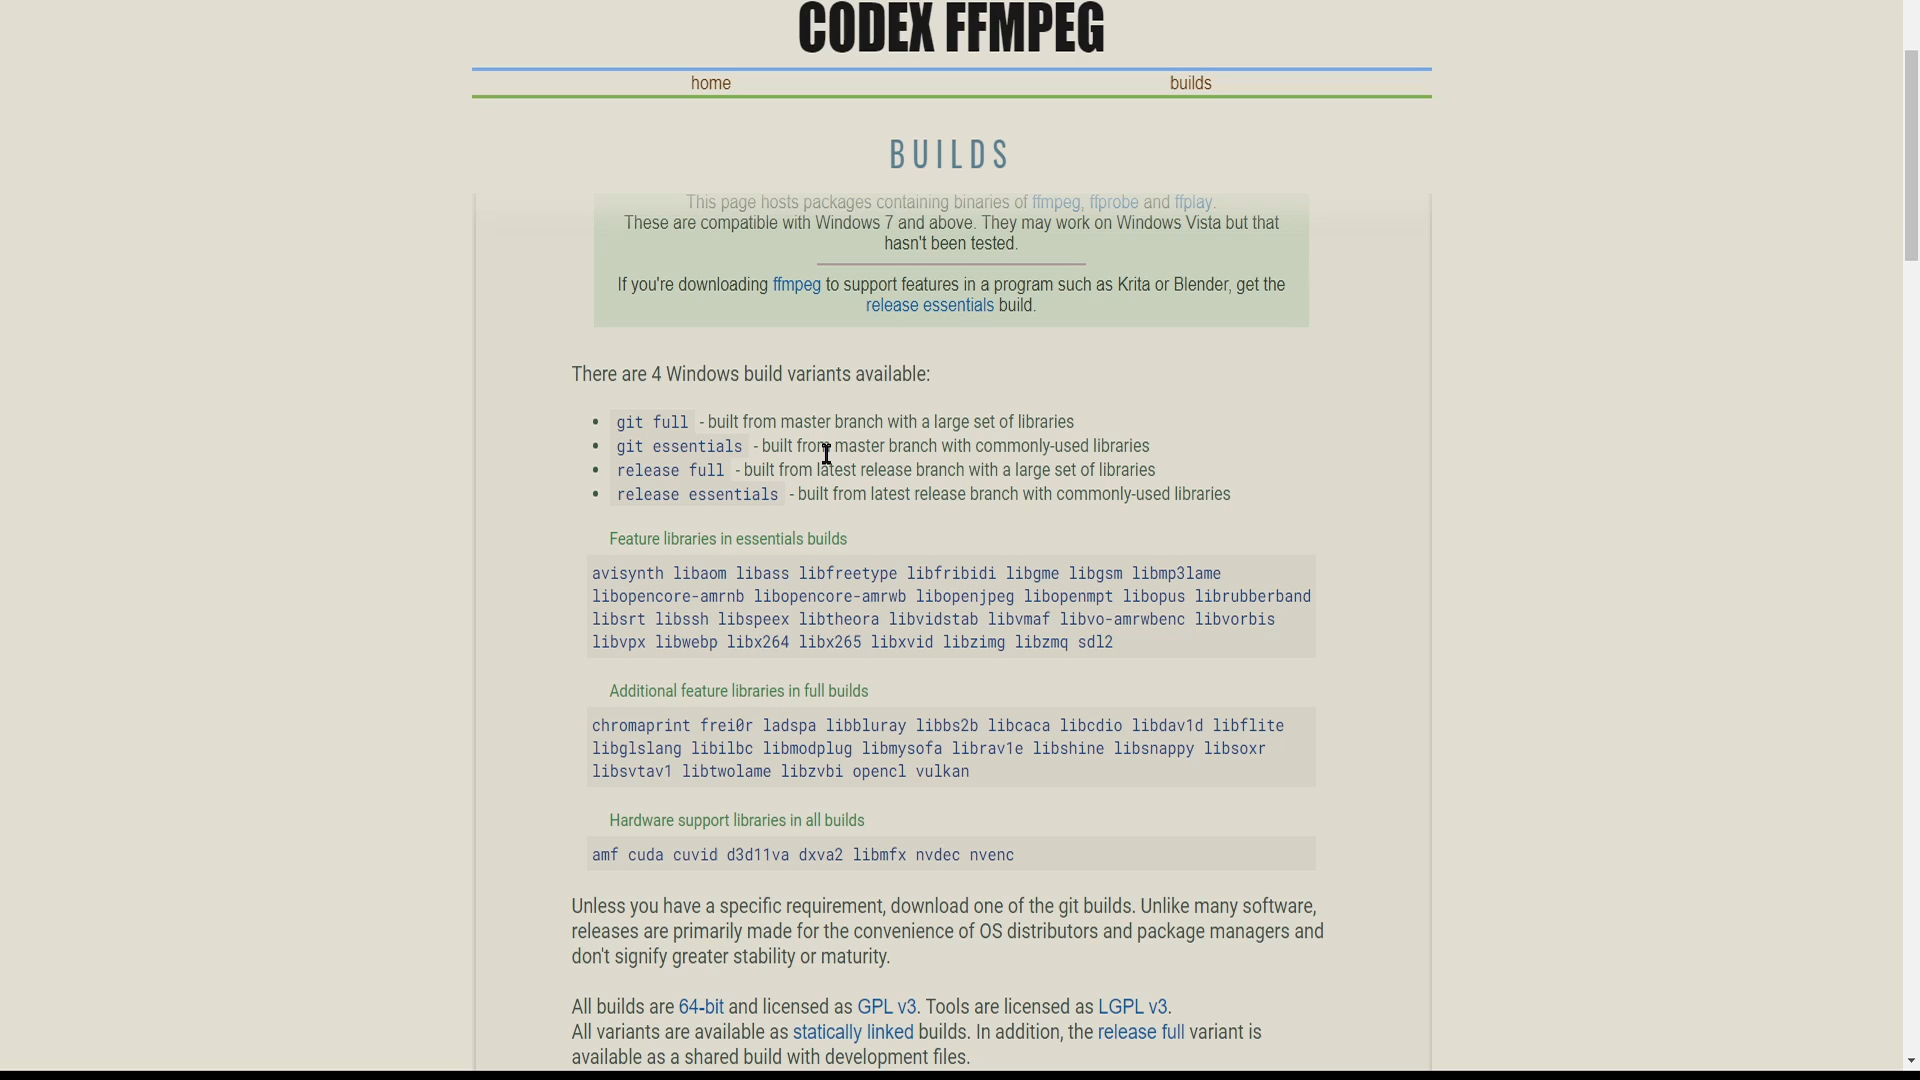 CODEX FFMPEG
home
builds
BUILDS
This page hosts packages containing binaries of ffmpeg, ffprobe and ffplay.
These are compatible with Windows 7 and above. They may work on Windows Vista but that
hasn't been tested.
If you're downloading ffmpeg to support features in a program such as Krita or Blender, get the
release essentials build.
There are 4 Windows build variants available:
• git full - built from master branch with a large set of libraries
• git essentials - built from master branch with commonly-used libraries
• release full - built from latest release branch with a large set of libraries
• release essentials - built from latest release branch with commonly-used libraries
Feature libraries in essentials builds
avisynth libaom libass libfreetype libfribidi libgme libgsm libmp3lame
libopencore-amrnb libopencore-amrwb libopenjpeg libopenmpt libopus librubberband
libsrt libssh libspeex libtheora libvidstab libvmaf libvo-amrwbenc libvorbis
libvpx libwebp libx264 libx265 libxvid libzimg libzmq sdl2
Additional feature libraries in full builds
chromaprint frei0r ladspa libbluray libbs2b libcaca libcdio libdav1d libflite
libglslang libilbc libmodplug libmysofa librav1e libshine libsnappy libsoxr
libsvtav1 libtwolame libzvbi opencl vulkan
Hardware support libraries in all builds
amf cuda cuvid d3d11va dxva2 libmfx nvdec nvenc
Unless you have a specific requirement, download one of the git builds. Unlike many software,
releases are primarily made for the convenience of OS distributors and package managers and
don't signify greater stability or maturity.
All builds are 64-bit and licensed as GPL v3. Tools are licensed as LGPL v3.
All variants are available as statically linked builds. In addition, the release full variant is
available as a shared build with development files.